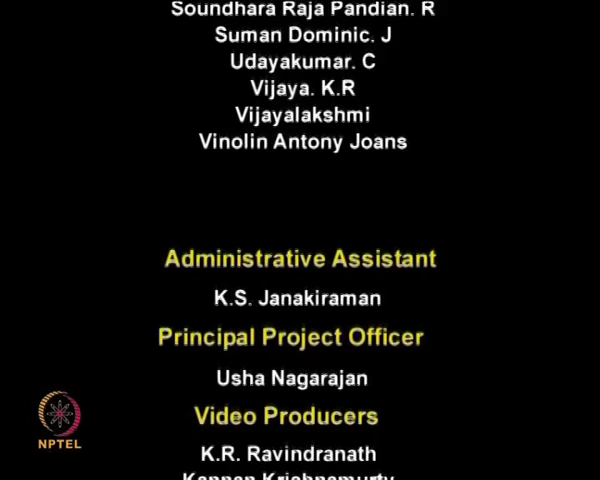 Soundhara Raja Pandian. R
Suman Dominic. J
Udayakumar. C
Vijaya. K.R
Vijayalakshmi
Vinolin Antony Joans
Administrative Assistant
K.S. Janakiraman
Principal Project Officer
Usha Nagarajan
Video Producers
K.R. Ravindranath
Kannan Krishnamurty
NPTEL